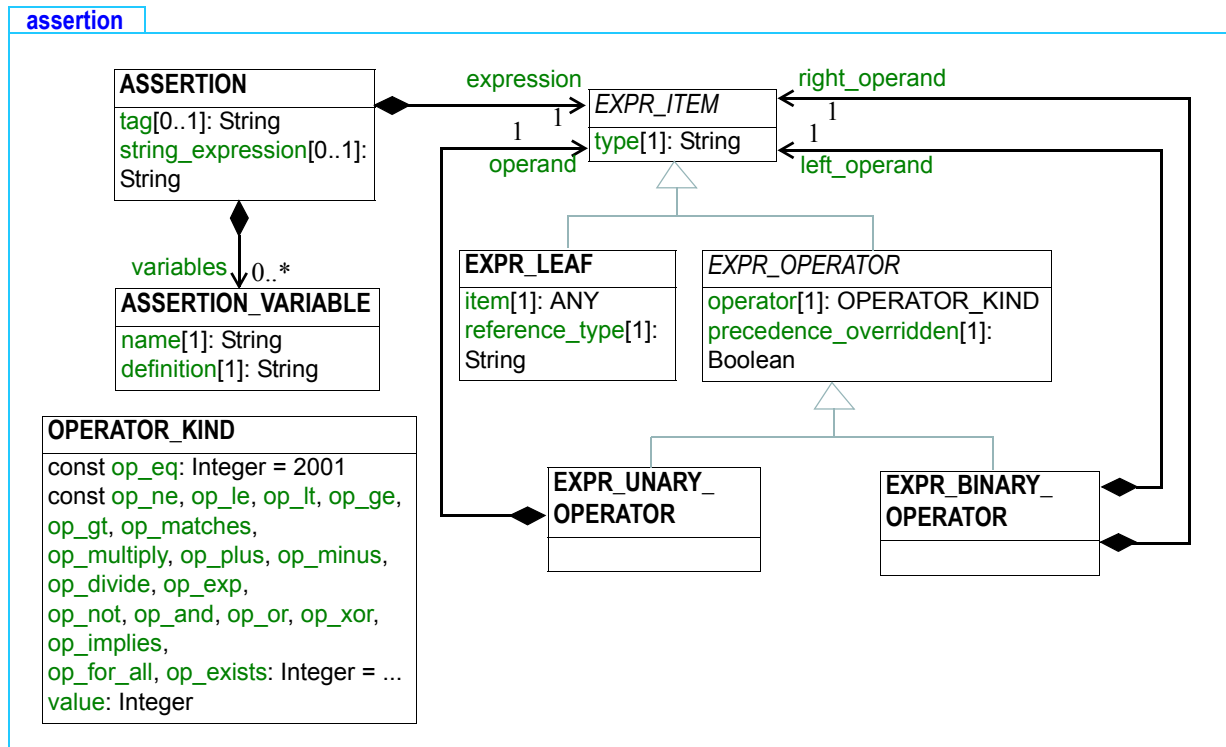 assertion
ASSERTION
tag[0..1]: String
string_expression[0..1]:
String
expression
1
EXPR_ITEM
type[1]: String
1
operand
right_operand
1
1
left_operand
variables
0..*
ASSERTION_VARIABLE
name[1]: String
definition[1]: String
EXPR_LEAF
item[1]: ANY
reference_type[1]:
String
EXPR_OPERATOR
operator[1]: OPERATOR_KIND
precedence_overridden[1]:
Boolean
OPERATOR_KIND
const op_eq: Integer = 2001
const op_ne, op_le, op_lt, op_ge,
op_gt, op_matches,
op_multiply, op_plus, op_minus,
op_divide, op_exp,
op_not, op_and, op_or, op_xor,
op_implies,
op_for_all, op_exists: Integer = ...
value: Integer
EXPR_UNARY_
OPERATOR
EXPR_BINARY_
OPERATOR